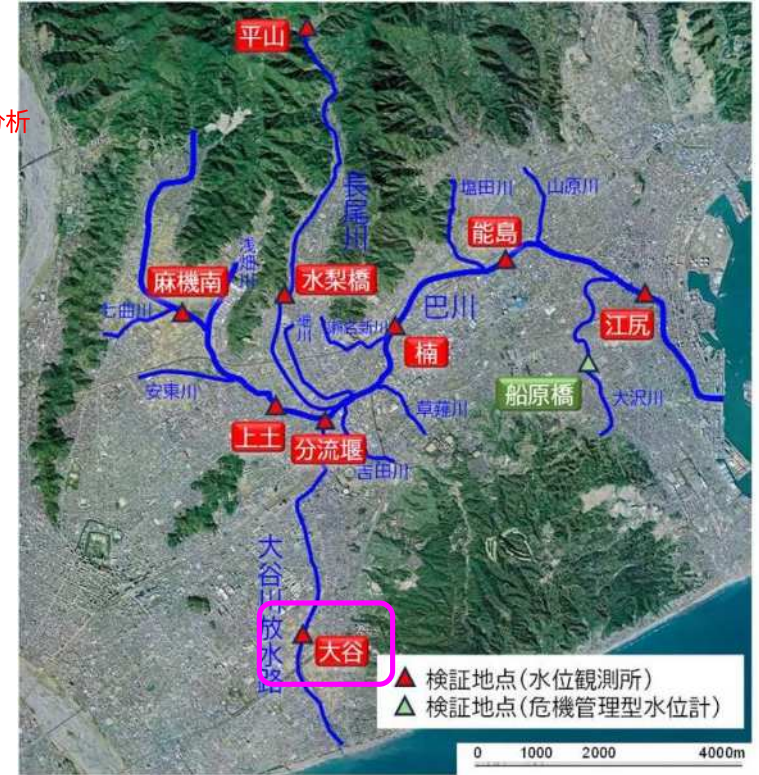 平山
分析
長尾川
塩田川
山原川
能島
浅畑川
麻機南
水梨橋
巴川
七曲川
江尻
楠
船原橋
大沢川
安東川
草薙川
上土
分流堰
吉田川
大谷川放水路
大谷
検証地点(水位観測所)
検証地点(危機管理型水位計)
0 1000 2000 4000m